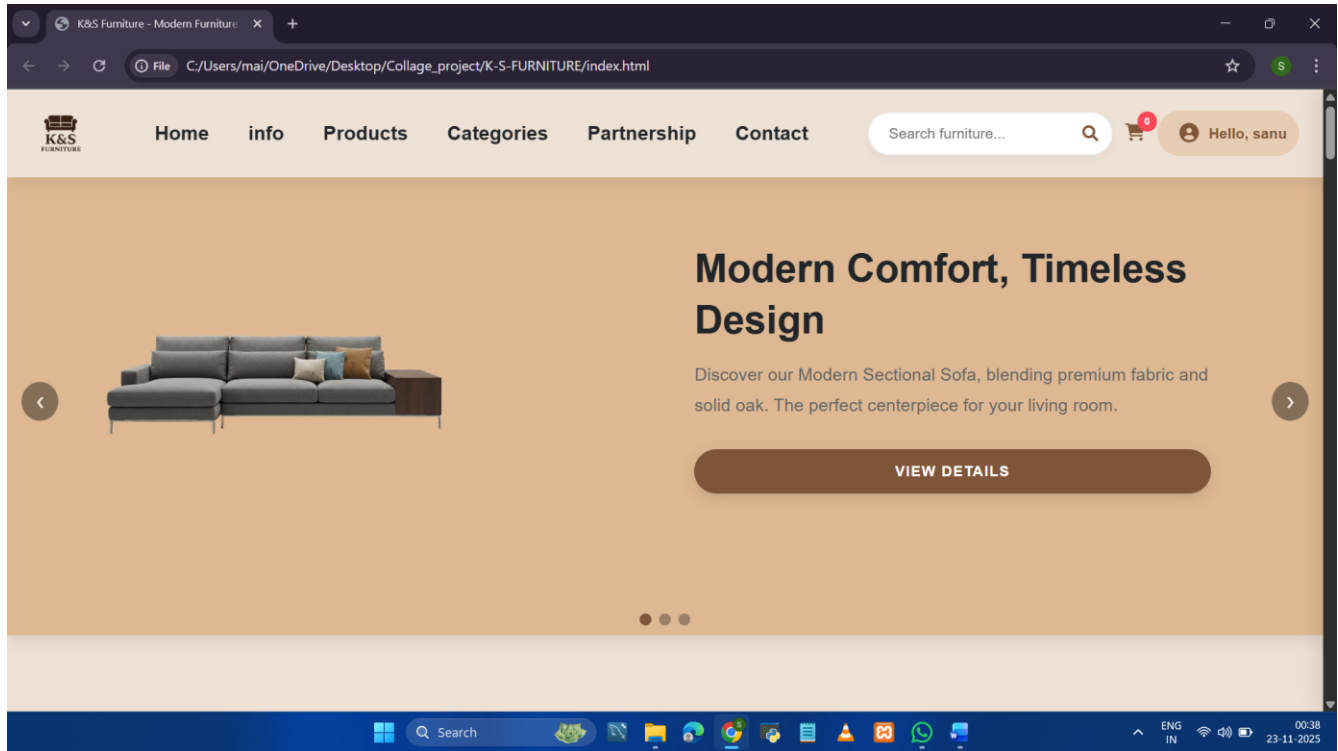 K&S Furniture - Modern Furniture
File C:/Users/mai/OneDrive/Desktop/Collage_project/K-S-FURNITURE/index.html
S
K&S
FURNITURE
Home info Products Categories Partnership Contact
Search furniture...
0
Hello, sanu
Modern Comfort, Timeless
Design
Discover our Modern Sectional Sofa, blending premium fabric and
solid oak. The perfect centerpiece for your living room.
VIEW DETAILS
Search
ENG
IN
00:38
23-11-2025